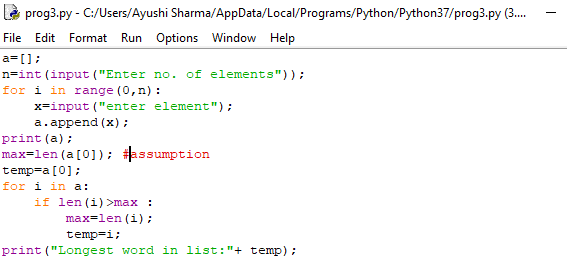 prog3.py - C:/Users/Ayushi Sharma/AppData/Local/Programs/Python/Python37/prog3.py (3....
File Edit Format Run Options Window Help
a=[];
n=int(input("Enter no. of elements"));
for i in range(0,n):
    x=input("enter element");
    a.append(x);
print(a);
max=len(a[0]); #assumption
temp=a[0];
for i in a:
    if len(i)>max :
        max=len(i);
        temp=i;
print("Longest word in list:"+ temp);